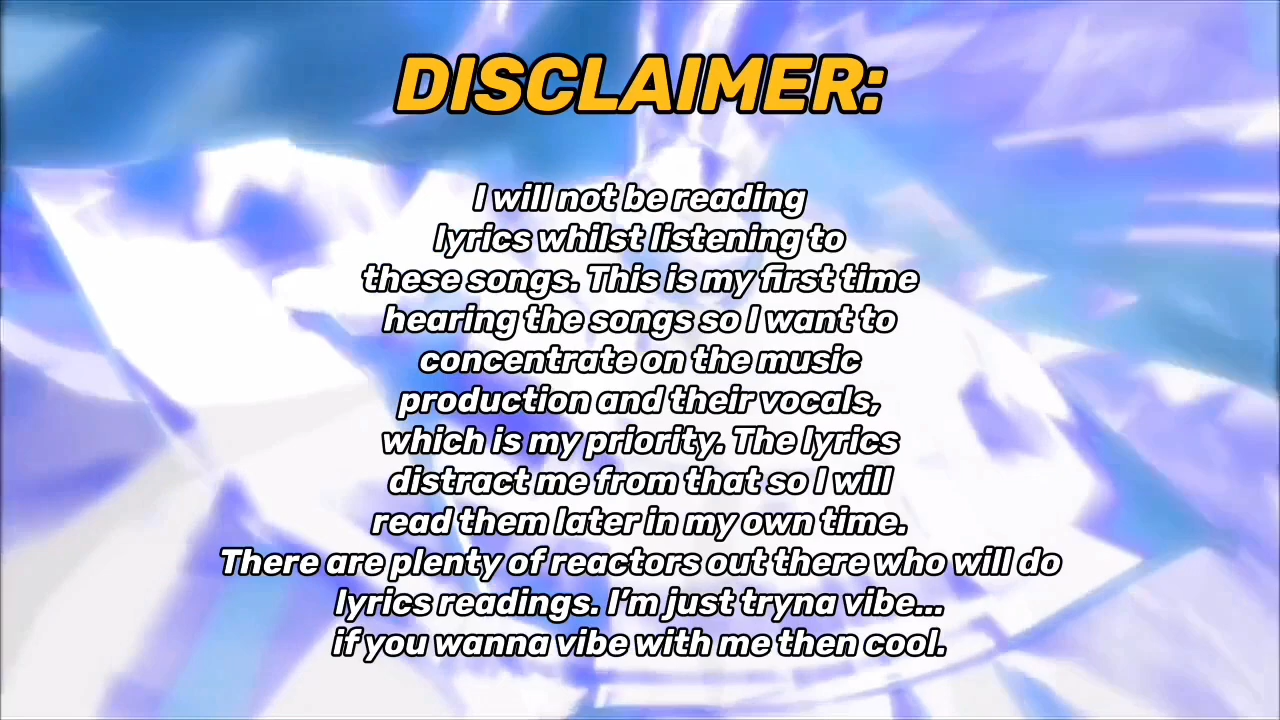 DISCLAIMER:
I will not be reading
lyrics whilst listening to
these songs. This is my first time
hearing the songs so I want to
concentrate on the music
production and their vocals,
which is my priority. The lyrics
distract me from that so I will
read them later in my own time.
There are plenty of reactors out there who will do
lyrics readings. I'm just tryna vibe...
if you wanna vibe with me then cool.